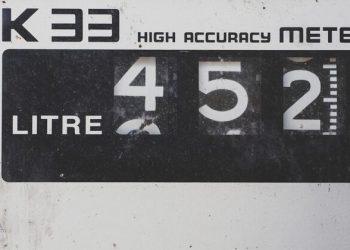 K 33 HIGH ACCURACY METE
LITRE 4 5 2